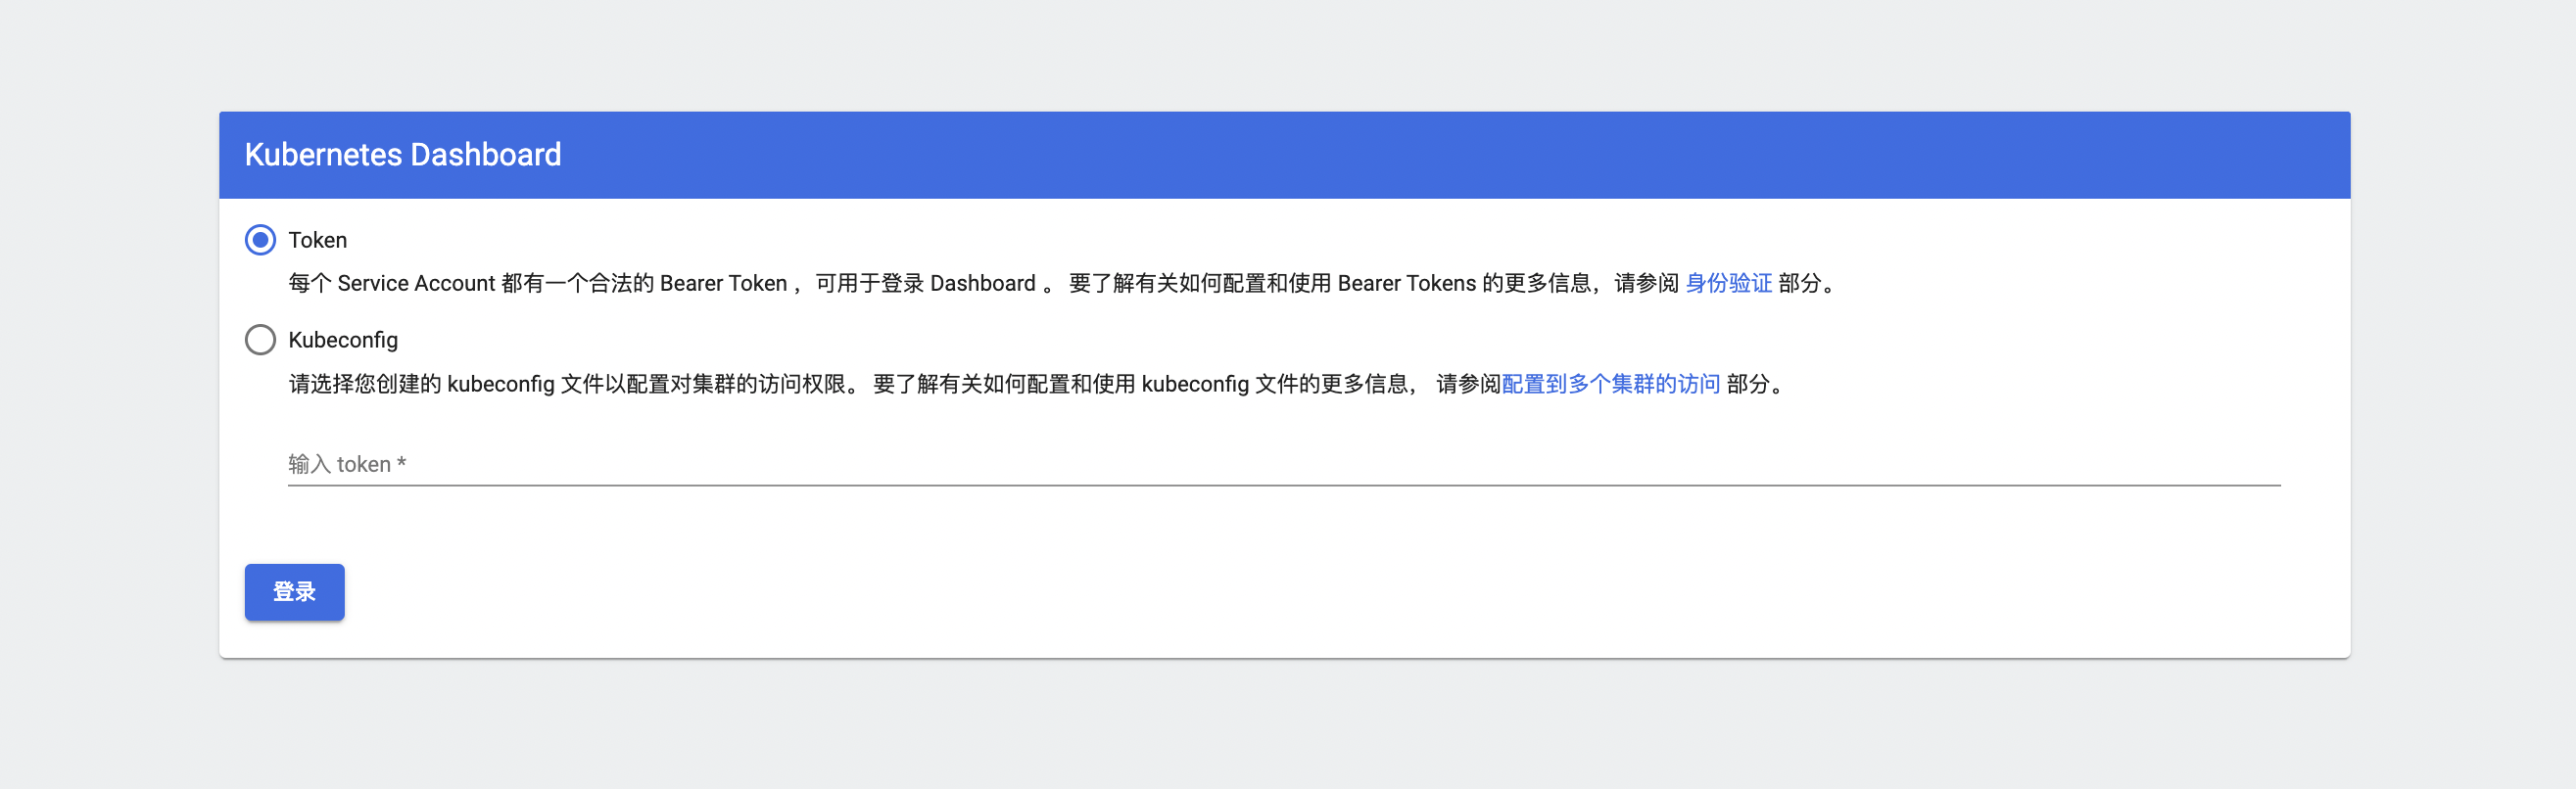 Kubernetes Dashboard
Token
每个 Service Account 都有一个合法的 Bearer Token ，可用于登录 Dashboard 。 要了解有关如何配置和使用 Bearer Tokens 的更多信息，请参阅 身份验证 部分。
Kubeconfig
请选择您创建的 kubeconfig 文件以配置对集群的访问权限。 要了解有关如何配置和使用 kubeconfig 文件的更多信息， 请参阅配置到多个集群的访问 部分。
输入 token *
登录